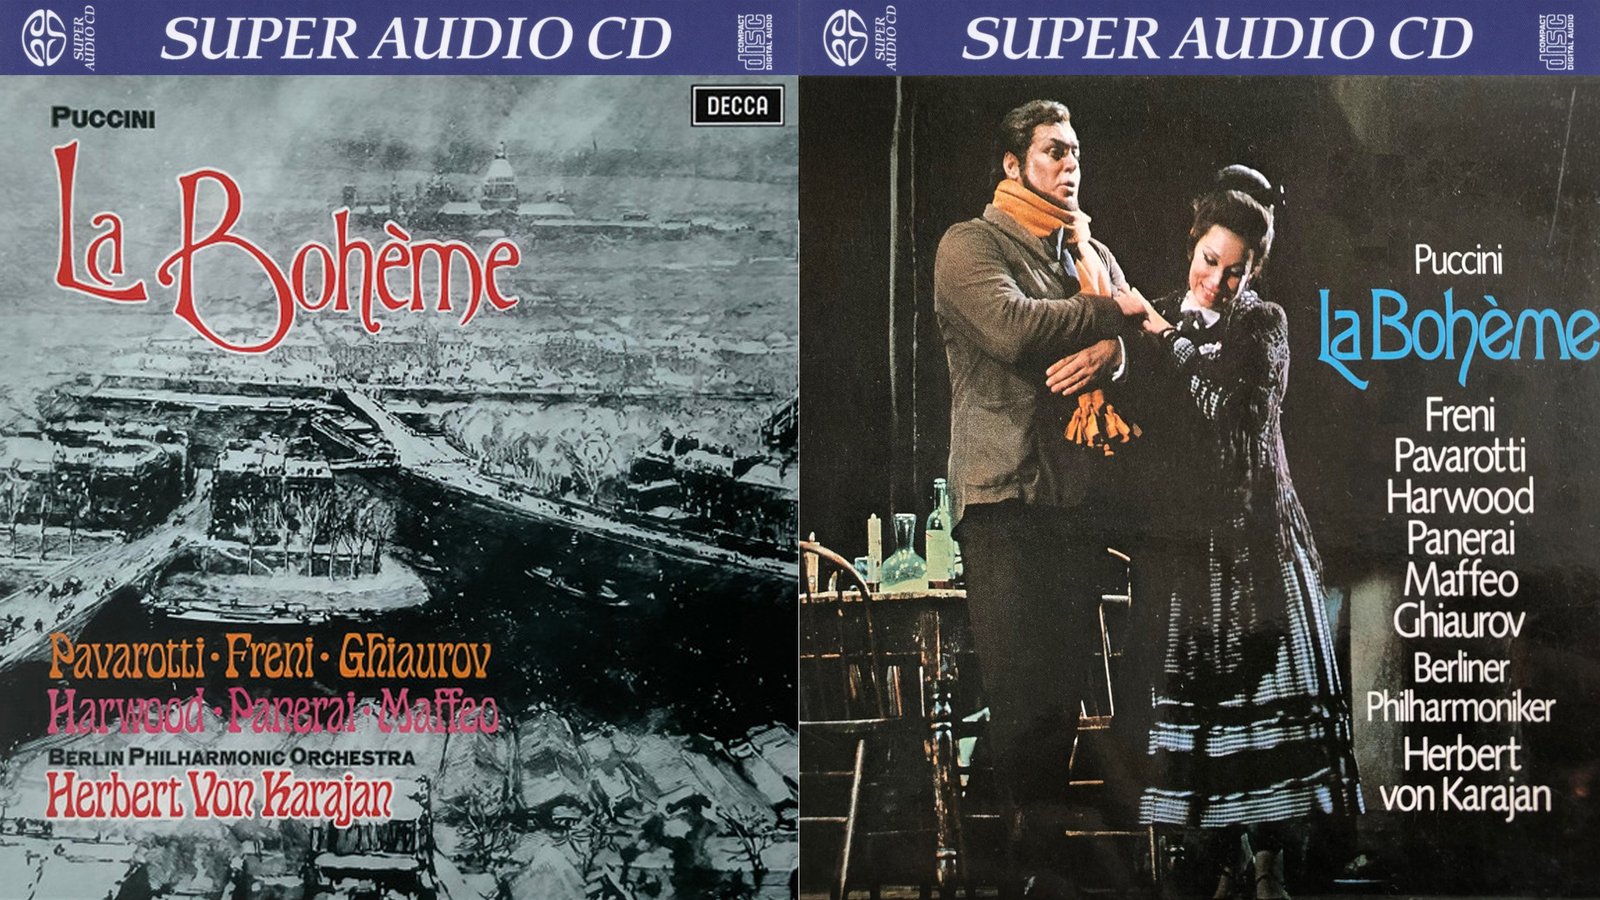 SUPER AUDIO CD
SUPER AUDIO CD
COMPACT disc DIGITAL AUDIO
PUCCINI
DECCA
La Bohème
Pavarotti · Freni · Ghiaurov
Harwood · Panerai · Maffeo
BERLIN PHILHARMONIC ORCHESTRA
Herbert Von Karajan
SUPER AUDIO CD
SUPER AUDIO CD
COMPACT disc DIGITAL AUDIO
Puccini
La Bohème
Freni
Pavarotti
Harwood
Panerai
Maffeo
Ghiaurov
Berliner
Philharmoniker
Herbert
von Karajan